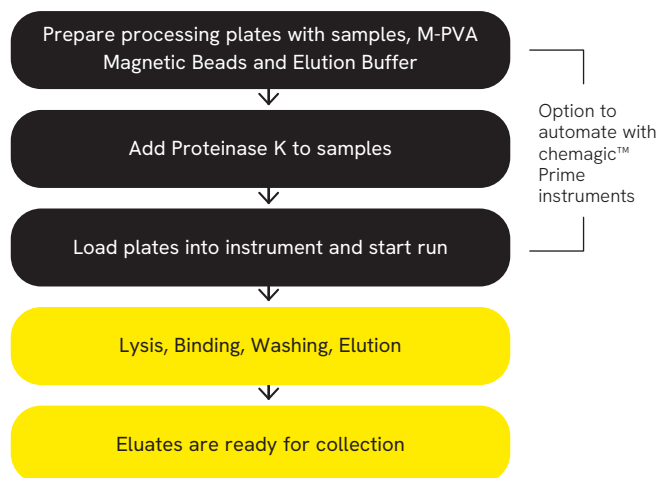 Prepare processing plates with samples, M-PVA
Magnetic Beads and Elution Buffer
Add Proteinase K to samples
Load plates into instrument and start run
Option to
automate with
chemagic™
Prime
instruments
Lysis, Binding, Washing, Elution
Eluates are ready for collection